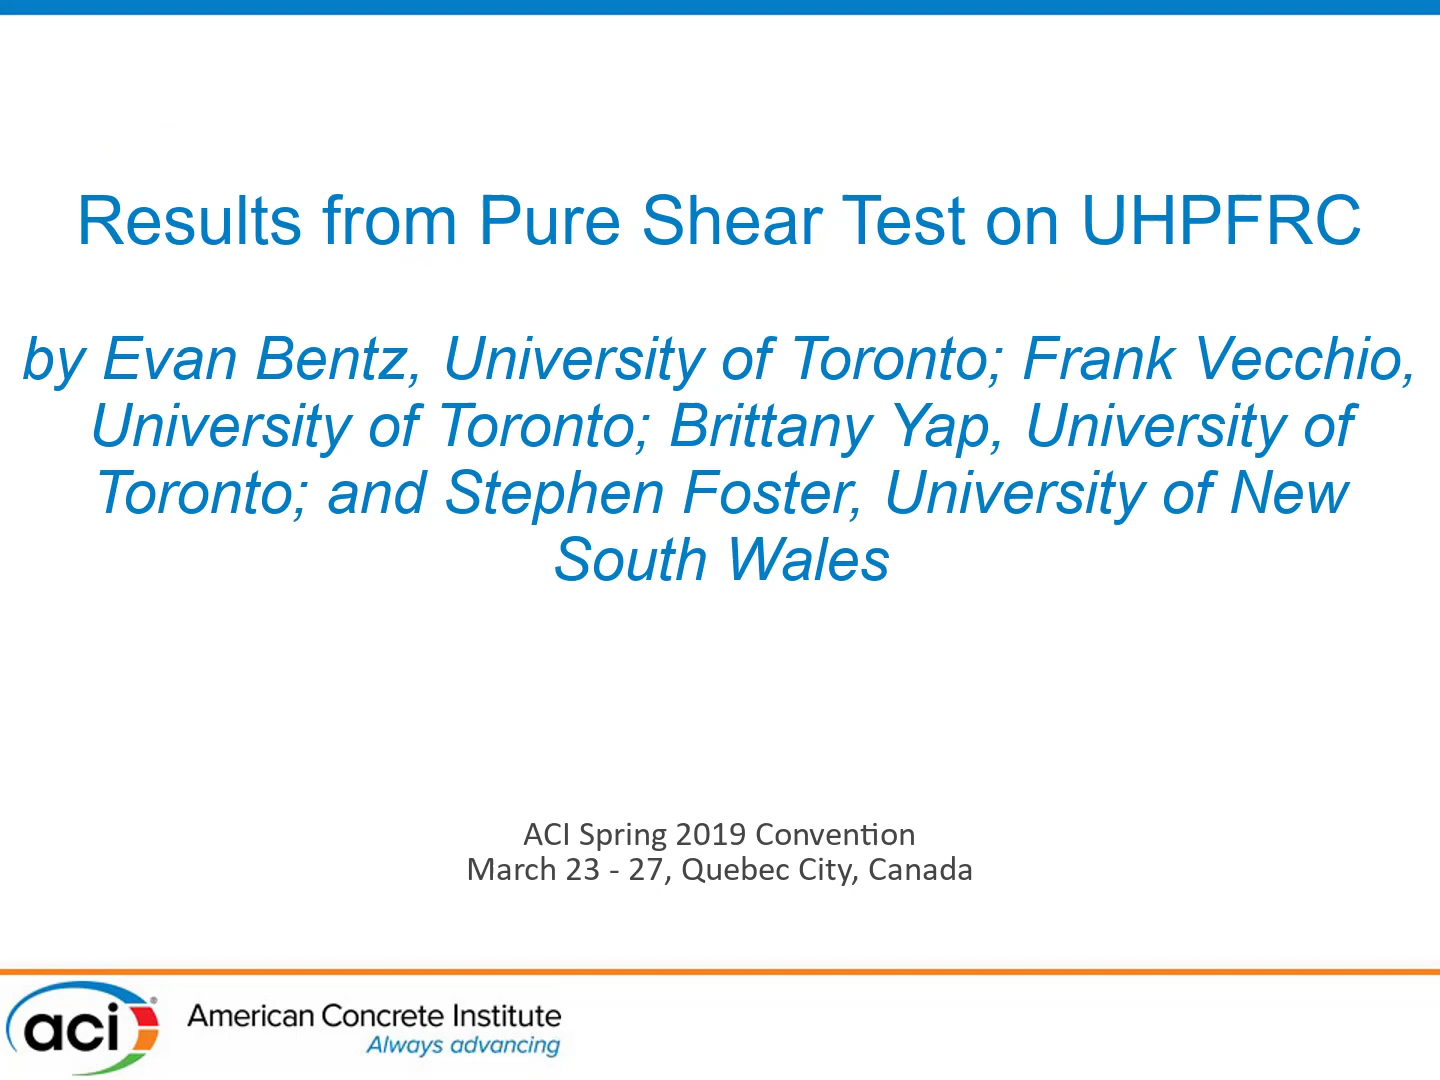 Results from Pure Shear Test on UHPFRC
by Evan Bentz, University of Toronto; Frank Vecchio,
University of Toronto; Brittany Yap, University of
Toronto; and Stephen Foster, University of New
South Wales
ACI Spring 2019 Convention
March 23 - 27, Quebec City, Canada
aci®
American Concrete Institute
Always advancing